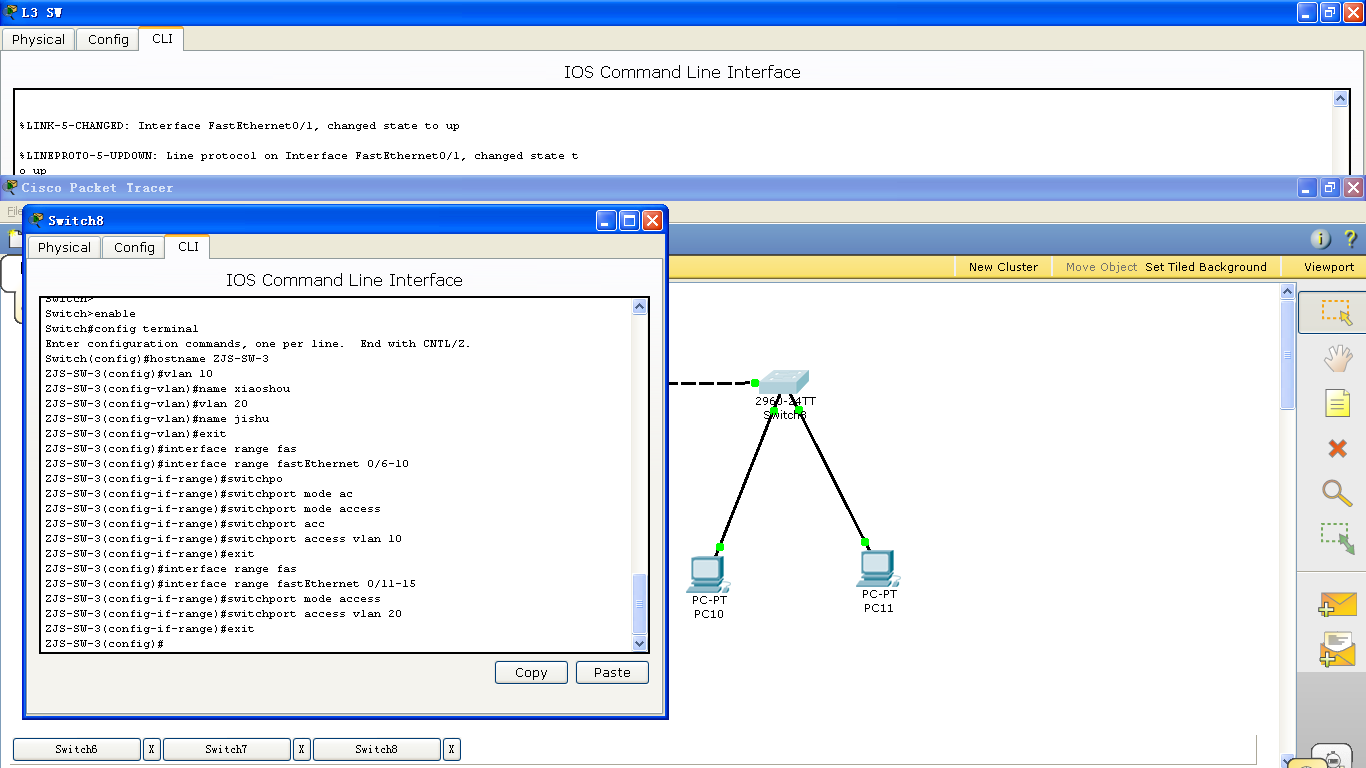 L3 SW
Physical
Config
CLI
IOS Command Line Interface
%LINK-5-CHANGED: Interface FastEthernet0/1, changed state to up
%LINEPROTO-5-UPDOWN: Line protocol on Interface FastEthernet0/1, changed state t
o up
Cisco Packet Tracer
File
Switch8
Physical
Config
CLI
IOS Command Line Interface
Switch>
Switch>enable
Switch#config terminal
Enter configuration commands, one per line.  End with CNTL/Z.
Switch(config)#hostname ZJS-SW-3
ZJS-SW-3(config)#vlan 10
ZJS-SW-3(config-vlan)#name xiaoshou
ZJS-SW-3(config-vlan)#vlan 20
ZJS-SW-3(config-vlan)#name jishu
ZJS-SW-3(config-vlan)#exit
ZJS-SW-3(config)#interface range fas
ZJS-SW-3(config)#interface range fastEthernet 0/6-10
ZJS-SW-3(config-if-range)#switchpo
ZJS-SW-3(config-if-range)#switchport mode ac
ZJS-SW-3(config-if-range)#switchport mode access
ZJS-SW-3(config-if-range)#switchport acc
ZJS-SW-3(config-if-range)#switchport access vlan 10
ZJS-SW-3(config-if-range)#exit
ZJS-SW-3(config)#interface range fas
ZJS-SW-3(config)#interface range fastEthernet 0/11-15
ZJS-SW-3(config-if-range)#switchport mode access
ZJS-SW-3(config-if-range)#switchport access vlan 20
ZJS-SW-3(config-if-range)#exit
ZJS-SW-3(config)#
Copy
Paste
New Cluster
Move Object
Set Tiled Background
Viewport
2960-24TT
Switch8
PC-PT
PC10
PC-PT
PC11
Switch6
X
Switch7
X
Switch8
X